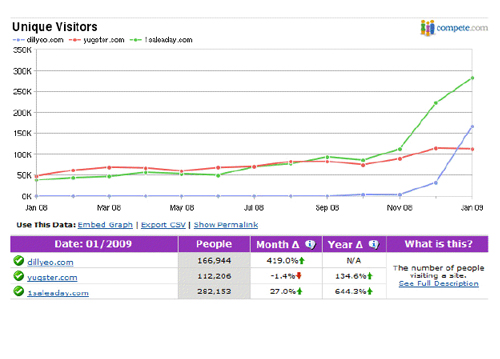 Unique Visitors
compete.com
dillyeo.com yugster.com 1saleaday.com
350K
300K
250K
200K
150K
100K
50K
0K
Jan 08 Mar 08 May 08 Jul 08 Sep 08 Nov 08 Jan 09
Use This Data: Embed Graph | Export CSV | Show Permalink
Date: 01/2009 People Month Δ Year Δ What is this?
dillyeo.com 166,944 419.0% N/A
yugster.com 112,206 -1.4% 134.6%
1saleaday.com 282,153 27.0% 644.3%
The number of people
visiting a site.
See Full Description